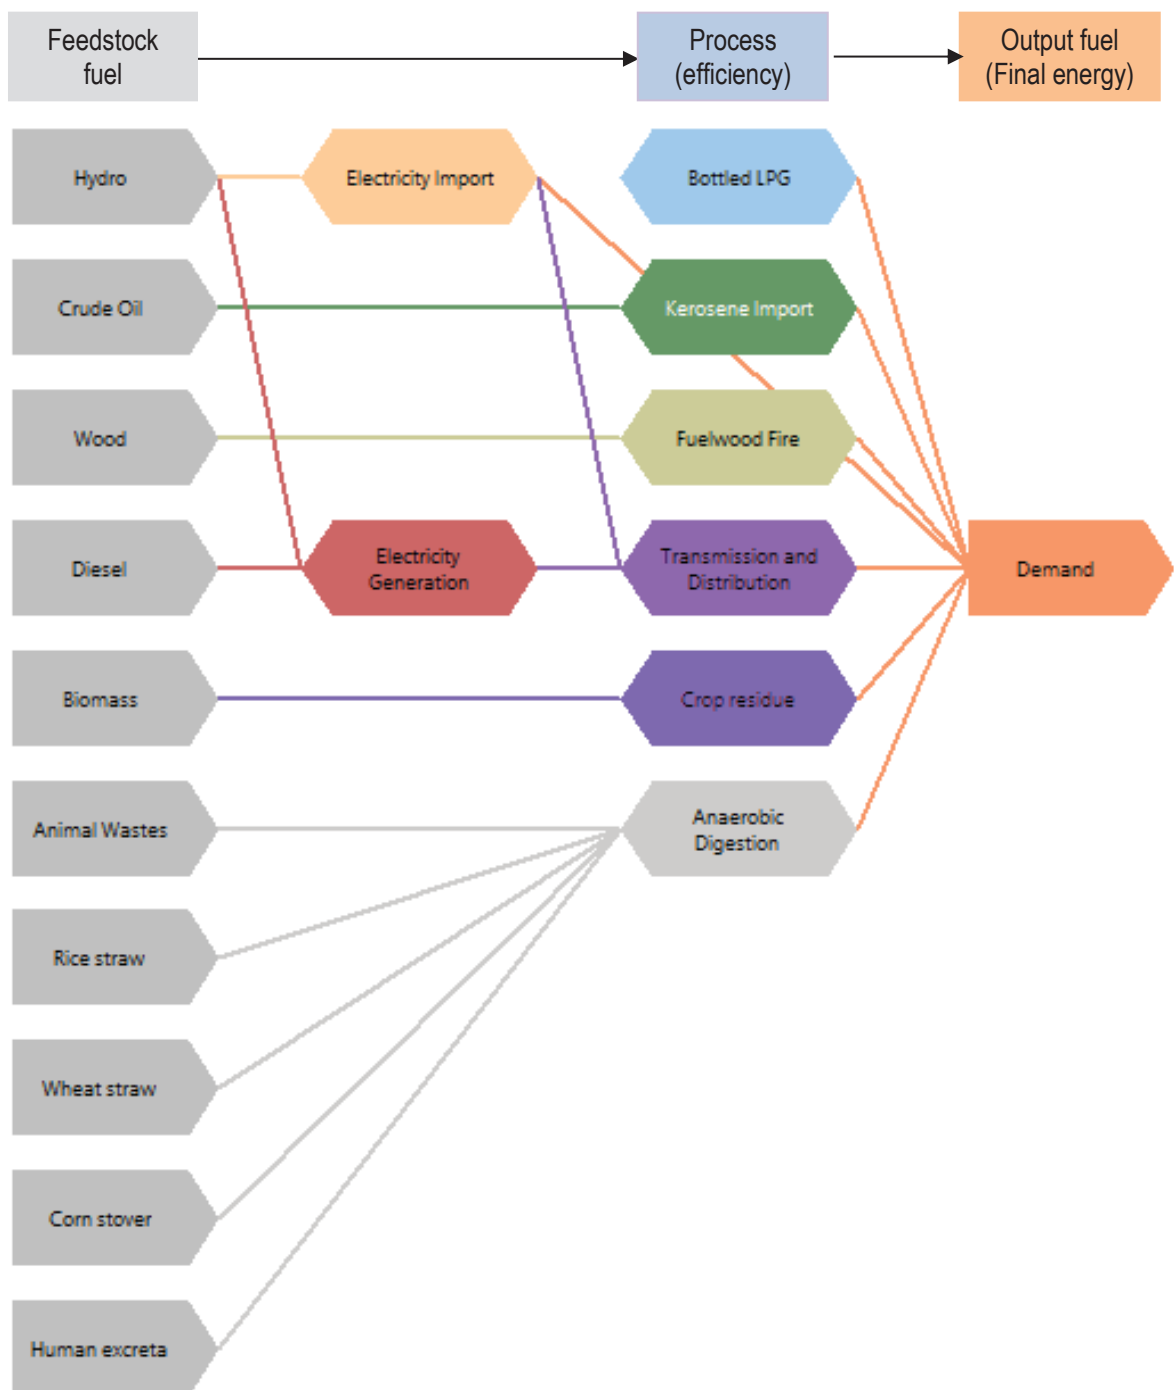 Feedstock
fuel
Process
(efficiency)
Output fuel
(Final energy)
Hydro
Electricity Import
Bottled LPG
Crude Oil
Kerosene Import
Wood
Fuelwood Fire
Diesel
Electricity
Generation
Transmission and
Distribution
Demand
Biomass
Crop residue
Animal Wastes
Anaerobic
Digestion
Rice straw
Wheat straw
Corn stover
Human excreta